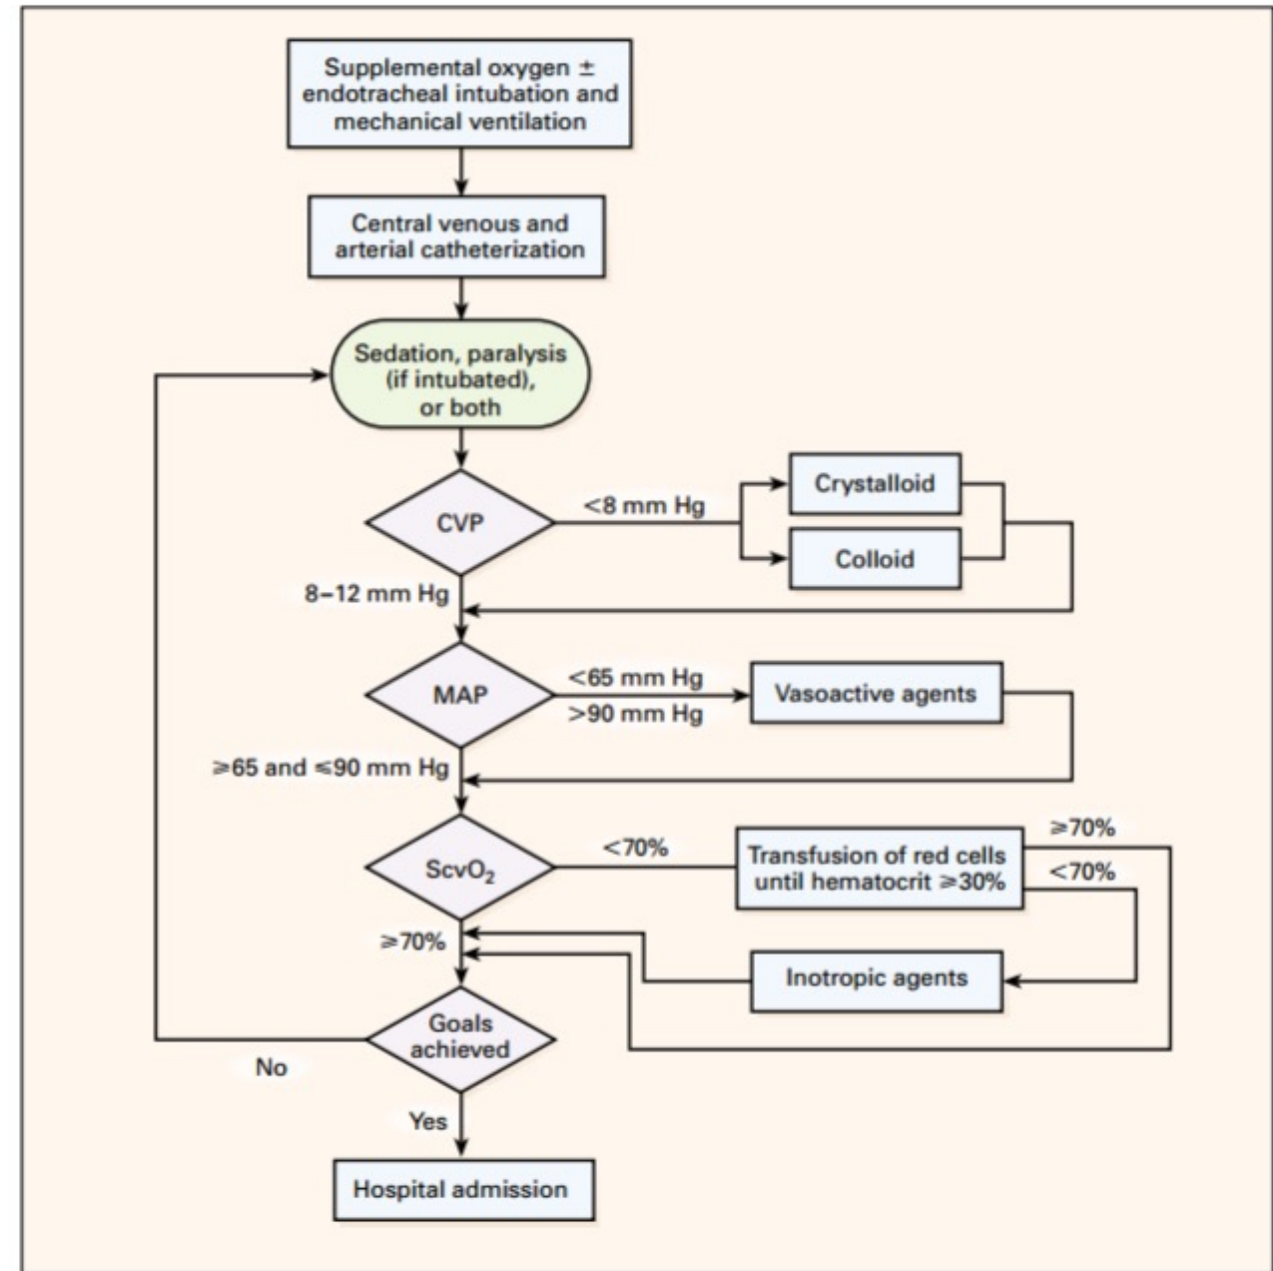 Supplemental oxygen ±
endotracheal intubation and
mechanical ventilation
Central venous and
arterial catheterization
Sedation, paralysis
(if intubated),
or both
CVP
<8 mm Hg
Crystalloid
Colloid
8–12 mm Hg
MAP
<65 mm Hg
>90 mm Hg
Vasoactive agents
⩾65 and ⩽90 mm Hg
ScvO₂
<70%
Transfusion of red cells
until hematocrit ⩾30%
⩾70%
<70%
⩾70%
Inotropic agents
Goals
achieved
No
Yes
Hospital admission